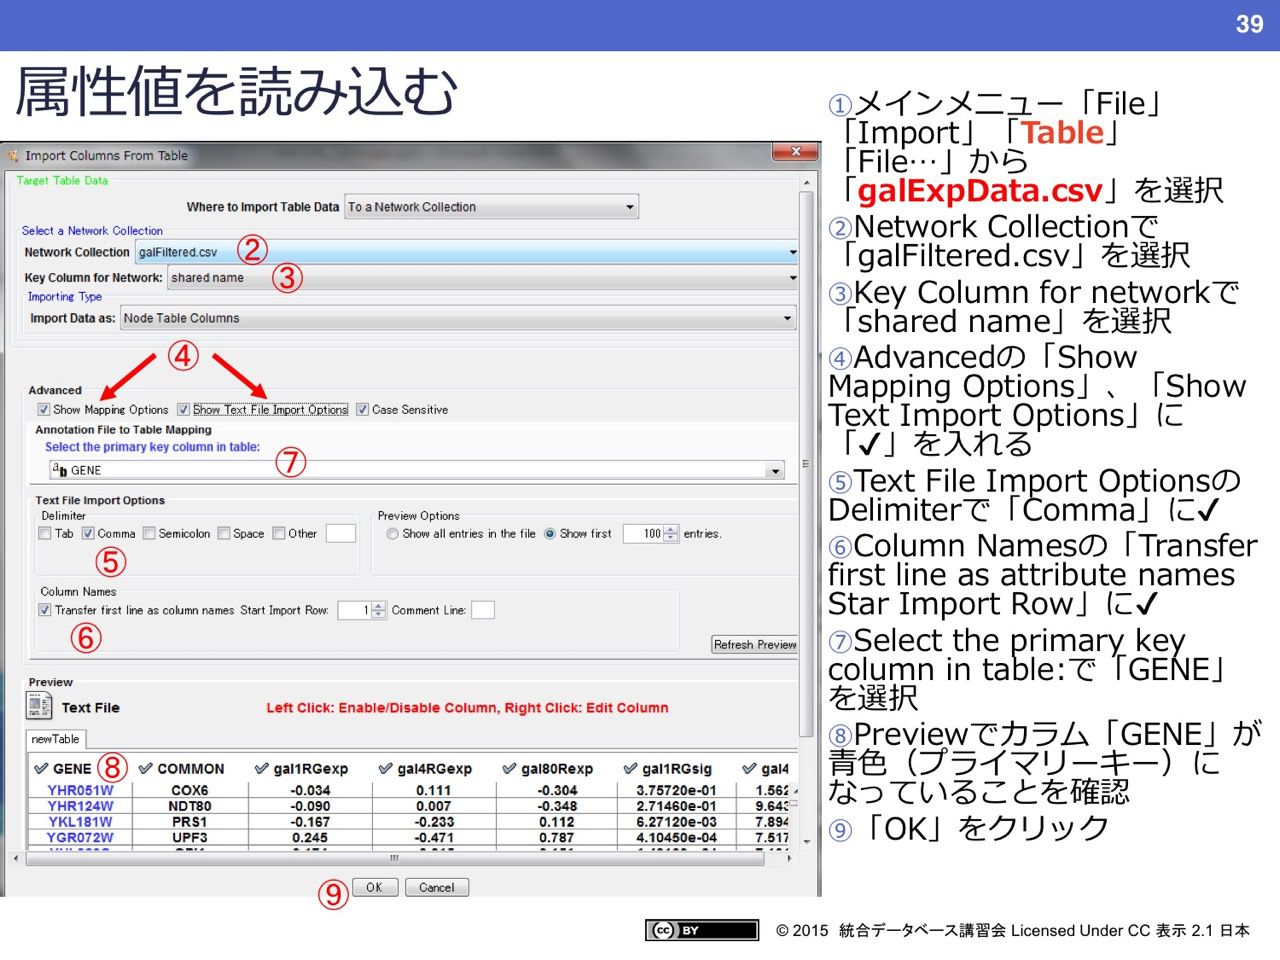 39
属性値を読み込む
Import Columns From Table
Target Table Data
Where to Import Table Data To a Network Collection
Select a Network Collection
Network Collection galFiltered.csv ②
Key Column for Network: shared name ③
Importing Type
Import Data as: Node Table Columns
④
Advanced
Show Mapping Options Show Text File Import Options Case Sensitive
Annotation File to Table Mapping
Select the primary key column in table:
ab GENE ⑦
Text File Import Options
Delimiter
Tab Comma Semicolon Space Other
⑤
Preview Options
Show all entries in the file Show first 100 entries.
Column Names
Transfer first line as column names Start Import Row: 1 Comment Line:
⑥
Refresh Preview
Preview
Text File Left Click: Enable/Disable Column, Right Click: Edit Column
newTable
GENE ⑧ COMMON gal1RGexp gal4RGexp gal80Rexp gal1RGsig gal4
YHR051W COX6 -0.034 0.111 -0.304 3.75720e-01 1.562
YHR124W NDT80 -0.090 0.007 -0.348 2.71460e-01 9.643
YKL181W PRS1 -0.167 -0.233 0.112 6.27120e-03 7.894
YGR072W UPF3 0.245 -0.471 0.787 4.10450e-04 7.517
⑨ OK Cancel
①メインメニュー「File」
「Import」「Table」
「File…」から
「galExpData.csv」を選択
②Network Collectionで
「galFiltered.csv」を選択
③Key Column for networkで
「shared name」を選択
④Advancedの「Show
Mapping Options」、「Show
Text Import Options」に
「✔」を入れる
⑤Text File Import Optionsの
Delimiterで「Comma」に✔
⑥Column Namesの「Transfer
first line as attribute names
Star Import Row」に✔
⑦Select the primary key
column in table:で「GENE」
を選択
⑧Previewでカラム「GENE」が
青色（プライマリーキー）に
なっていることを確認
⑨「OK」をクリック
cc BY
© 2015 統合データベース講習会 Licensed Under CC 表示 2.1 日本